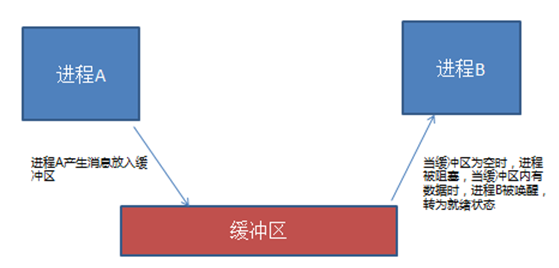 进程A
进程B
进程A产生消息放入缓
冲区
当缓冲区为空时，进程
被阻塞，当缓冲区内有
数据时，进程B被唤醒，
转为就绪状态
缓冲区